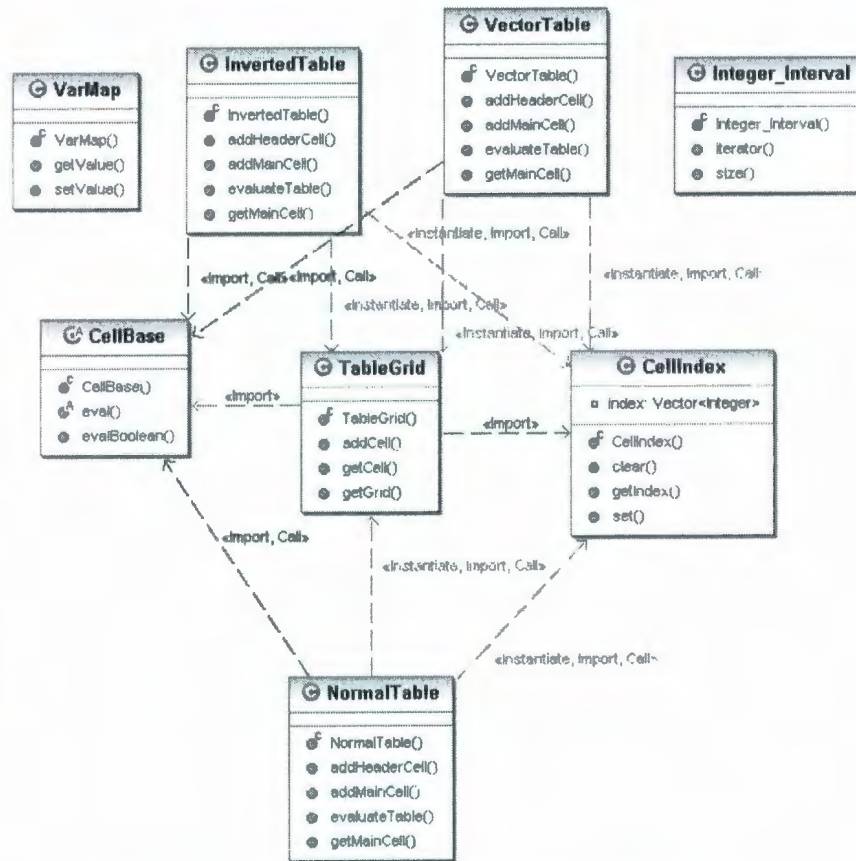 VarMap
VarMap()
getValue()
setValue()
InvertedTable
InvertedTable()
addHeaderCell()
addMainCell()
evaluateTable()
getMainCell()
VectorTable
VectorTable()
addHeaderCell()
addMainCell()
evaluateTable()
getMainCell()
Integer_Interval
Integer_Interval()
iterator()
size()
«Instantiate, Import, Call»
«Import, Call»
«Import, Call»
«Instantiate, Import, Call»
«Instantiate, Import, Call»
«Instantiate, Import, Call»
CellBase
CellBase()
eval()
evalBoolean()
«Import»
TableGrid
TableGrid()
addCell()
getCell()
getGrid()
«Import»
CellIndex
index: Vector<Integer>
CellIndex()
clear()
getIndex()
set()
«Import, Call»
«Instantiate, Import, Call»
«Instantiate, Import, Call»
NormalTable
NormalTable()
addHeaderCell()
addMainCell()
evaluateTable()
getMainCell()